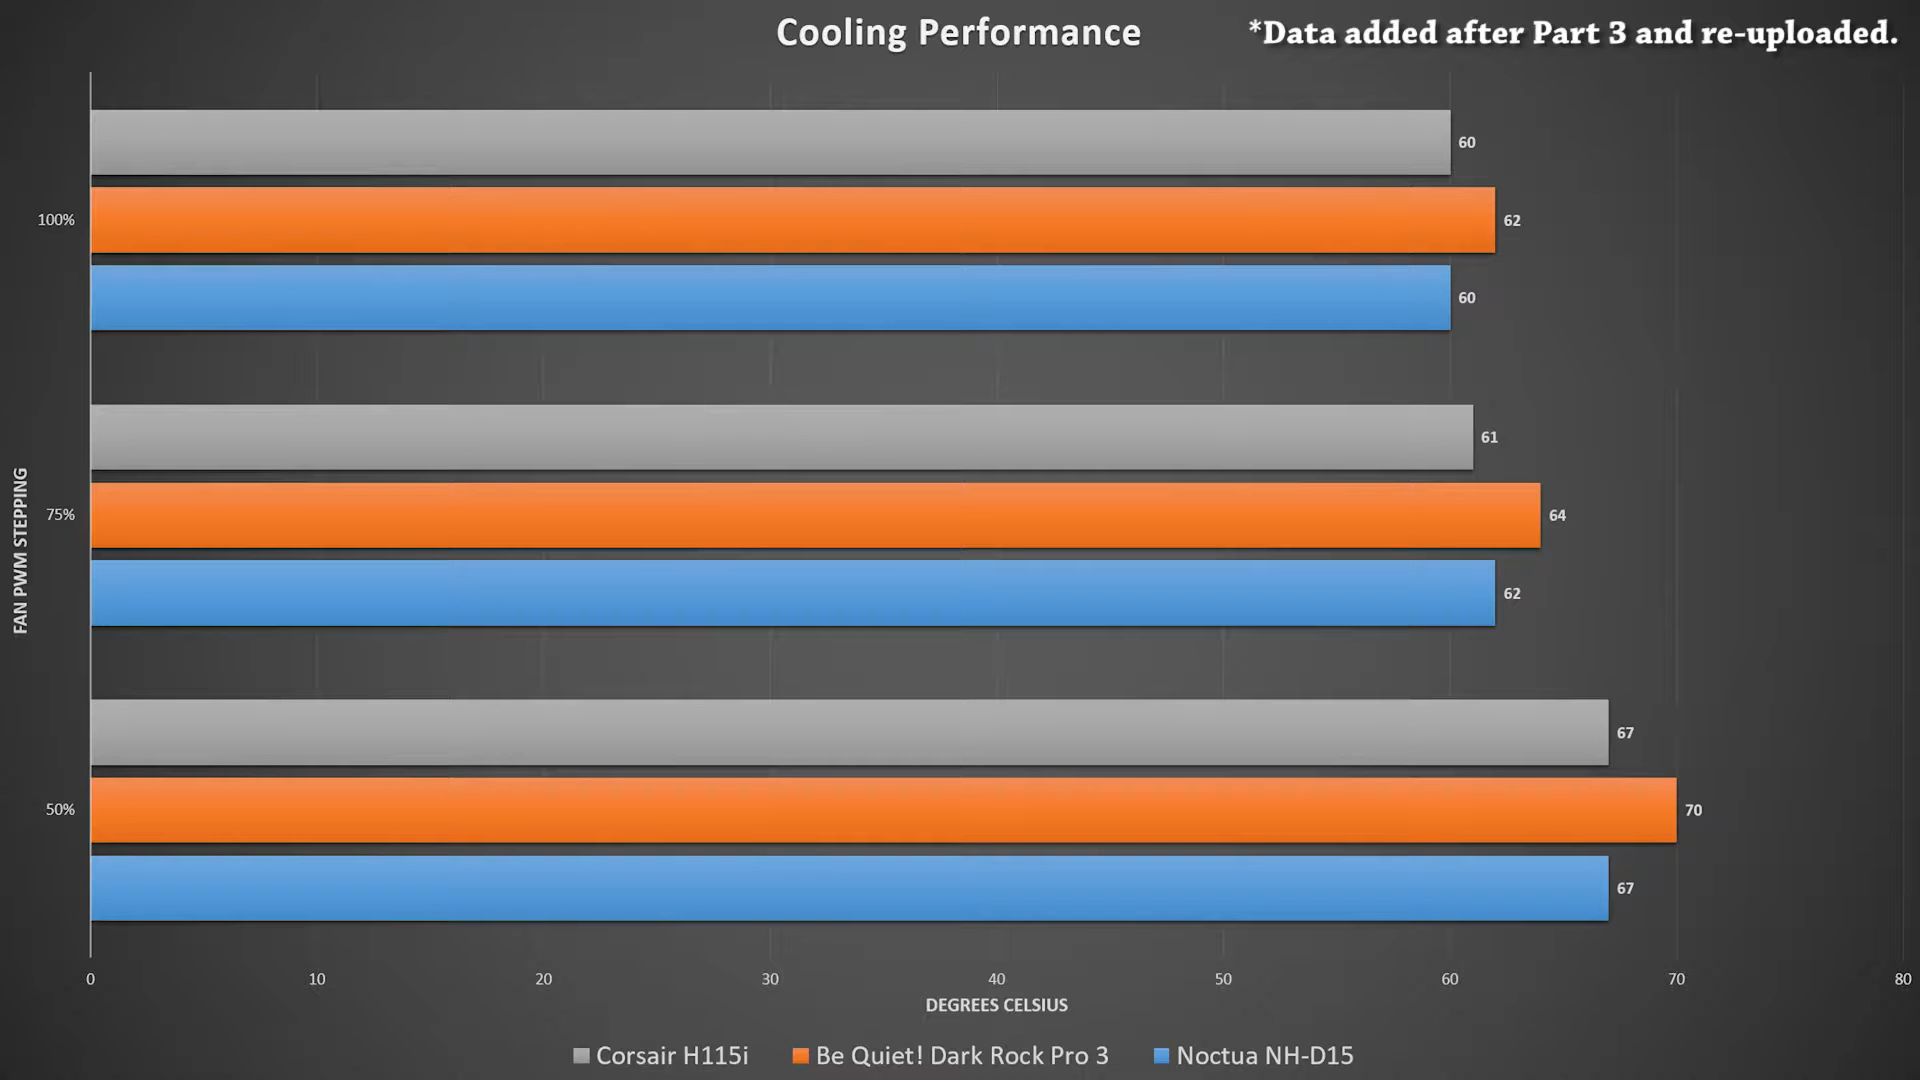 Cooling Performance
*Data added after Part 3 and re-uploaded.
60
100%
62
60
61
FAN PWM STEPPING
75%
64
62
67
50%
70
67
0 10 20 30 40 50 60 70 80
DEGREES CELSIUS
Corsair H115i Be Quiet! Dark Rock Pro 3 Noctua NH-D15